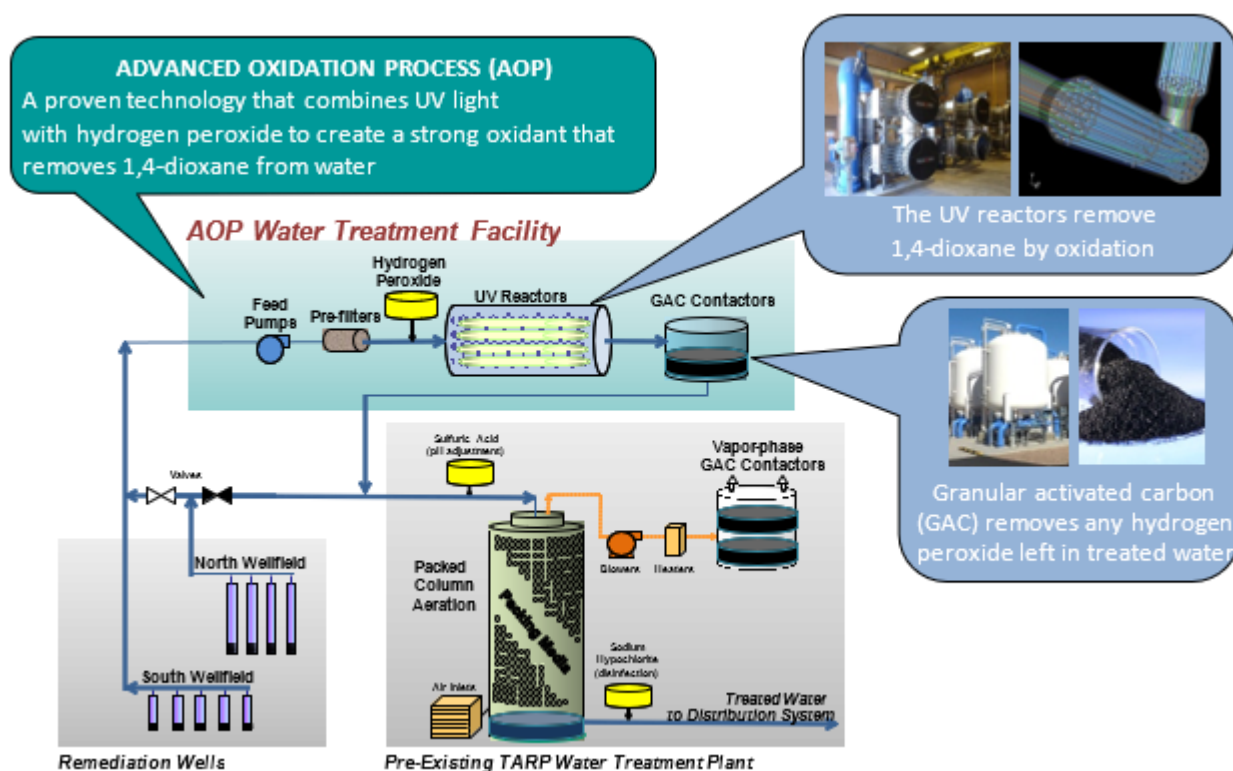 ADVANCED OXIDATION PROCESS (AOP)
A proven technology that combines UV light
with hydrogen peroxide to create a strong oxidant that
removes 1,4-dioxane from water
The UV reactors remove
1,4-dioxane by oxidation
AOP Water Treatment Facility
Hydrogen
Peroxide
UV Reactors
GAC Contactors
Feed
Pumps
Pre-filters
Granular activated carbon
(GAC) removes any hydrogen
peroxide left in treated water
Sulfuric Acid
(pH adjustment)
Vapor-phase
GAC Contactors
Valves
North Wellfield
Packed
Column
Aeration
Packing Media
Blowers
Heaters
Sodium
Hypochlorite
(disinfection)
South Wellfield
Air Inlets
Treated Water
to Distribution System
Remediation Wells
Pre-Existing TARP Water Treatment Plant